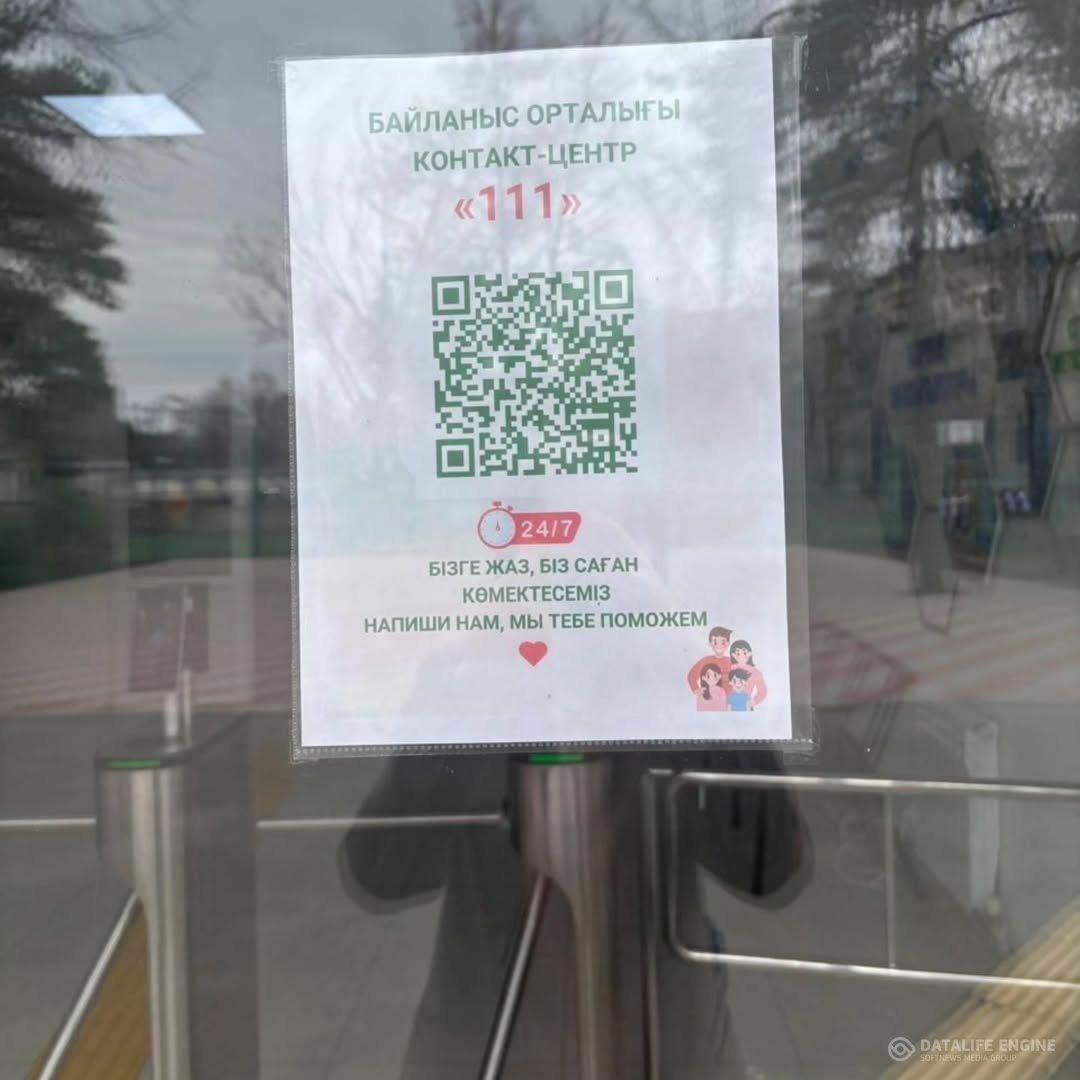 БАЙЛАНЫС ОРТАЛЫҒЫ
КОНТАКТ-ЦЕНТР
«111»
24/7
БІЗГЕ ЖАЗ, БІЗ САҒАН
КӨМЕКТЕСЕМІЗ
НАПИШИ НАМ, МЫ ТЕБЕ ПОМОЖЕМ
DATALIFE ENGINE
SOFTNEWS MEDIA GROUP